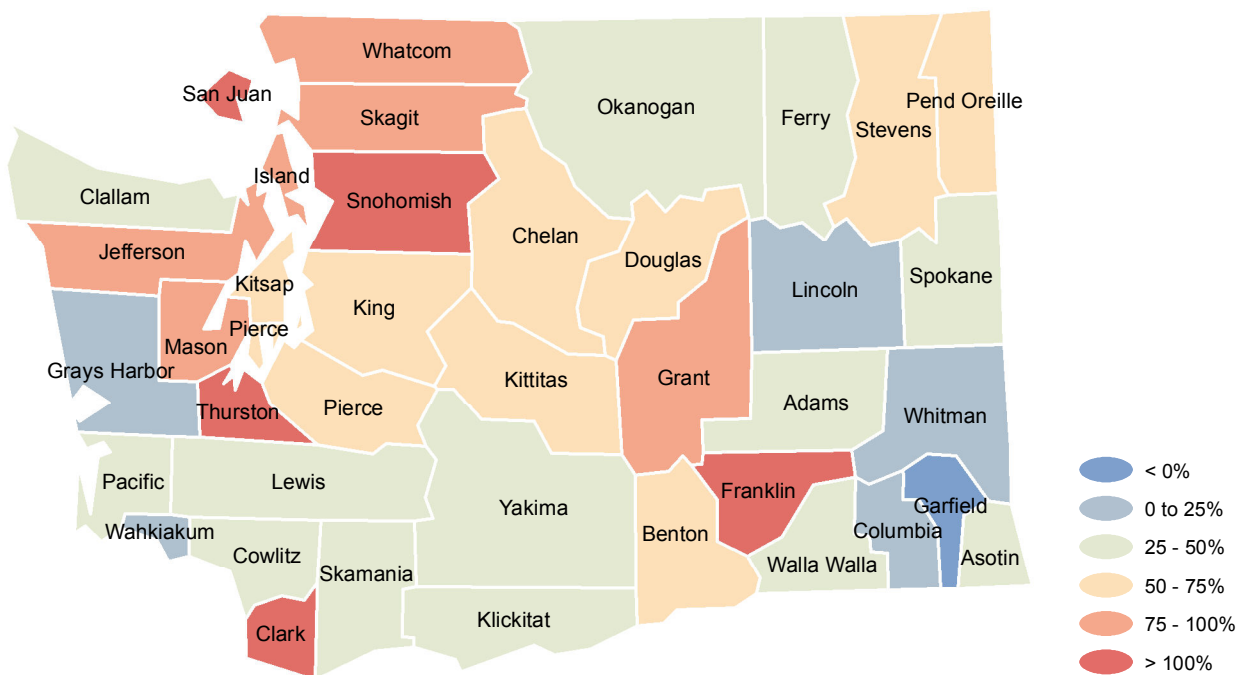 Whatcom
San Juan
Okanogan
Pend Oreille
Skagit
Ferry
Stevens
Island
Clallam
Snohomish
Jefferson
Chelan
Douglas
Spokane
Kitsap
King
Lincoln
Pierce
Mason
Grays Harbor
Kittitas
Grant
Thurston
Pierce
Adams
Whitman
Pacific
Lewis
Franklin
Yakima
Garfield
Wahkiakum
Benton
Columbia
Cowlitz
Skamania
Walla Walla
Asotin
Klickitat
Clark
< 0%
0 to 25%
25 - 50%
50 - 75%
75 - 100%
> 100%